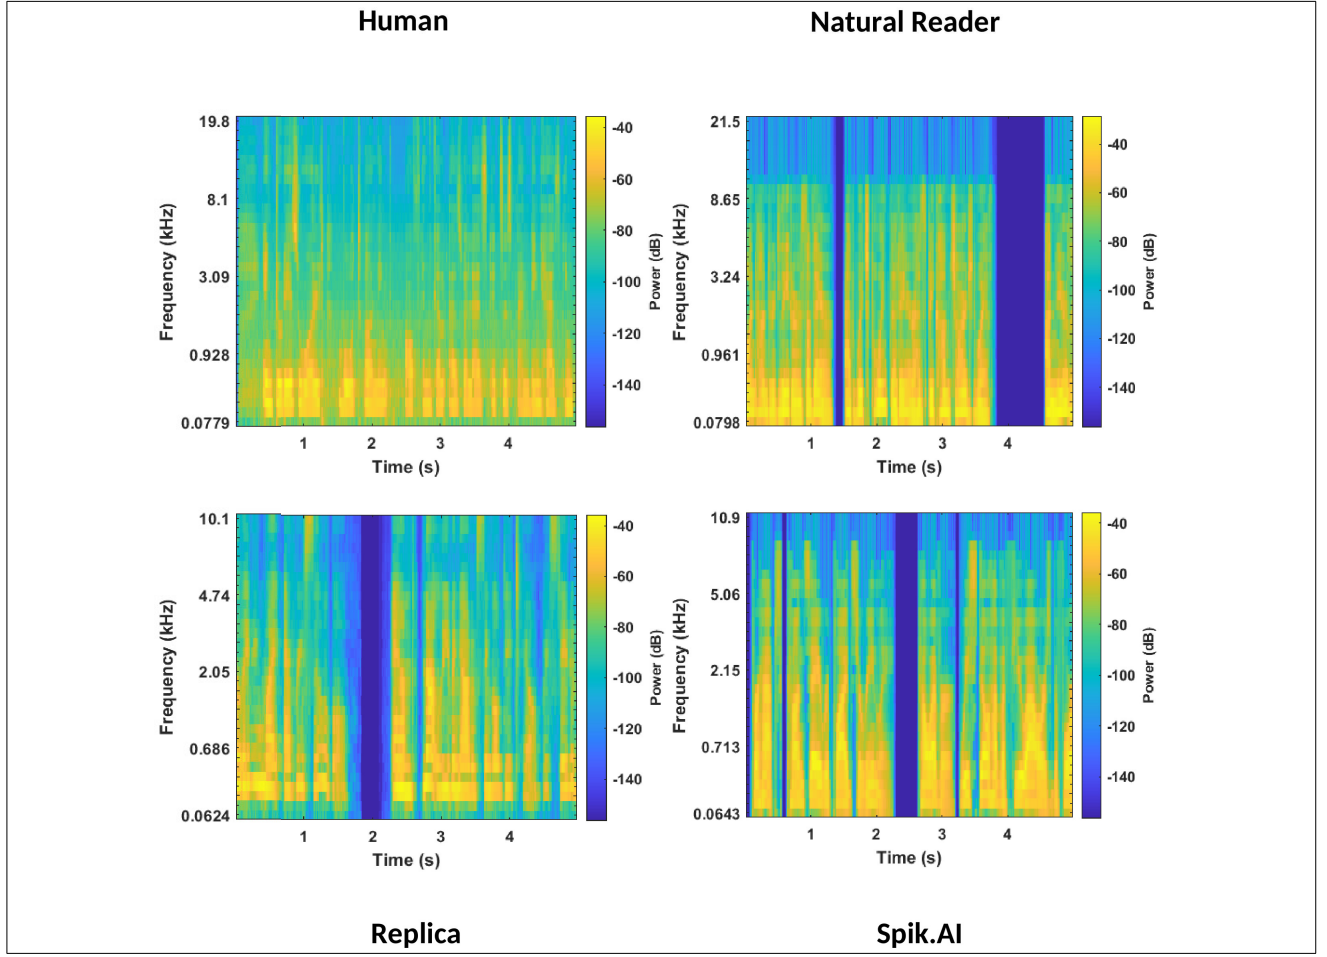 Human
Natural Reader
19.8
8.1
3.09
0.928
0.0779
Frequency (kHz)
1 2 3 4
Time (s)
-40
-60
-80
-100
-120
-140
Power (dB)
21.5
8.65
3.24
0.961
0.0798
Frequency (kHz)
1 2 3 4
Time (s)
-40
-60
-80
-100
-120
-140
Power (dB)
10.1
4.74
2.05
0.686
0.0624
Frequency (kHz)
1 2 3 4
Time (s)
-40
-60
-80
-100
-120
-140
Power (dB)
10.9
5.06
2.15
0.713
0.0643
Frequency (kHz)
1 2 3 4
Time (s)
-40
-60
-80
-100
-120
-140
Power (dB)
Replica
Spik.AI